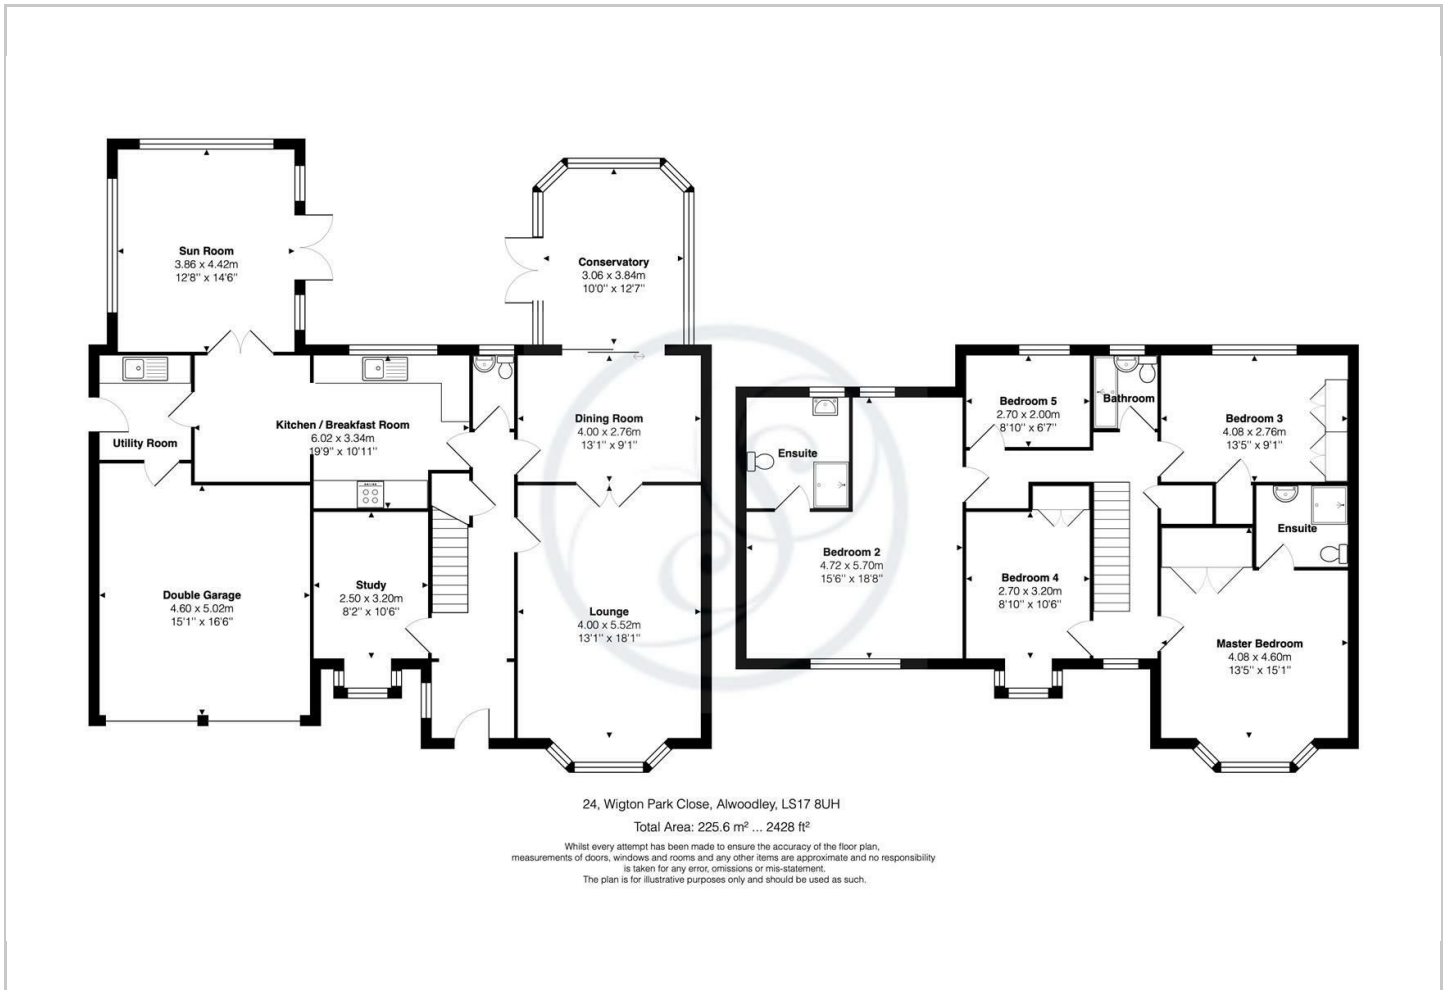 Sun Room
3.86 x 4.42m
12'8" x 14'6"
Conservatory
3.06 x 3.84m
10'0" x 12'7"
Utility Room
Kitchen / Breakfast Room
6.02 x 3.34m
19'9" x 10'11"
Dining Room
4.00 x 2.76m
13'1" x 9'1"
Double Garage
4.60 x 5.02m
15'1" x 16'6"
Study
2.50 x 3.20m
8'2" x 10'6"
Lounge
4.00 x 5.52m
13'1" x 18'1"
Ensuite
Bedroom 2
4.72 x 5.70m
15'6" x 18'8"
Bedroom 5
2.70 x 2.00m
8'10" x 6'7"
Bathroom
Bedroom 3
4.08 x 2.76m
13'5" x 9'1"
Ensuite
Bedroom 4
2.70 x 3.20m
8'10" x 10'6"
Master Bedroom
4.08 x 4.60m
13'5" x 15'1"
24, Wigton Park Close, Alwoodley, LS17 8UH
Total Area: 225.6 m² ... 2428 ft²
Whilst every attempt has been made to ensure the accuracy of the floor plan,
measurements of doors, windows and rooms and any other items are approximate and no responsibility
is taken for any error, omissions or mis-statement.
The plan is for illustrative purposes only and should be used as such.